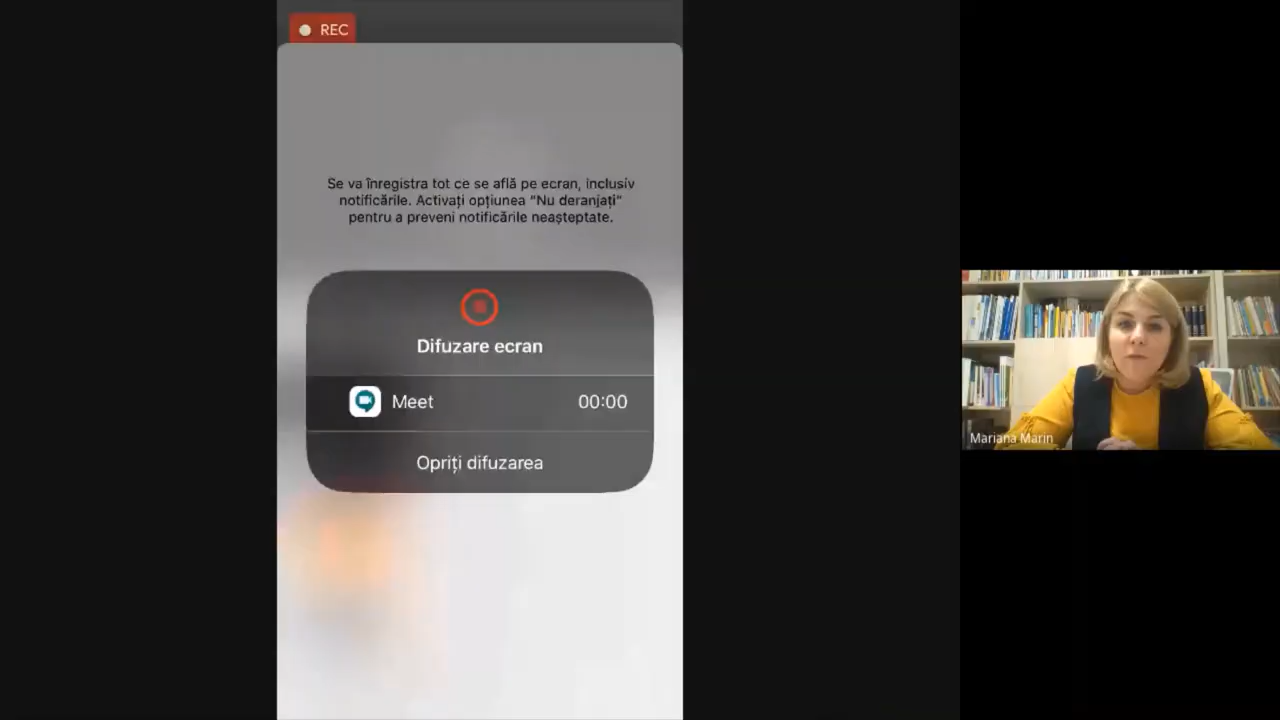 REC
Se va înregistra tot ce se află pe ecran, inclusiv
notificările. Activați opțiunea “Nu deranjați”
pentru a preveni notificările neașteptate.
Difuzare ecran
Meet 00:00
Opriți difuzarea
Mariana Marin